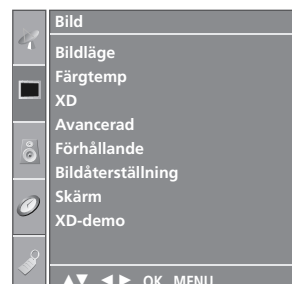 Bild
Bildläge
Färgtemp
XD
Avancerad
Förhållande
Bildåterställning
Skärm
XD-demo
▲▼ ◄► OK MENU